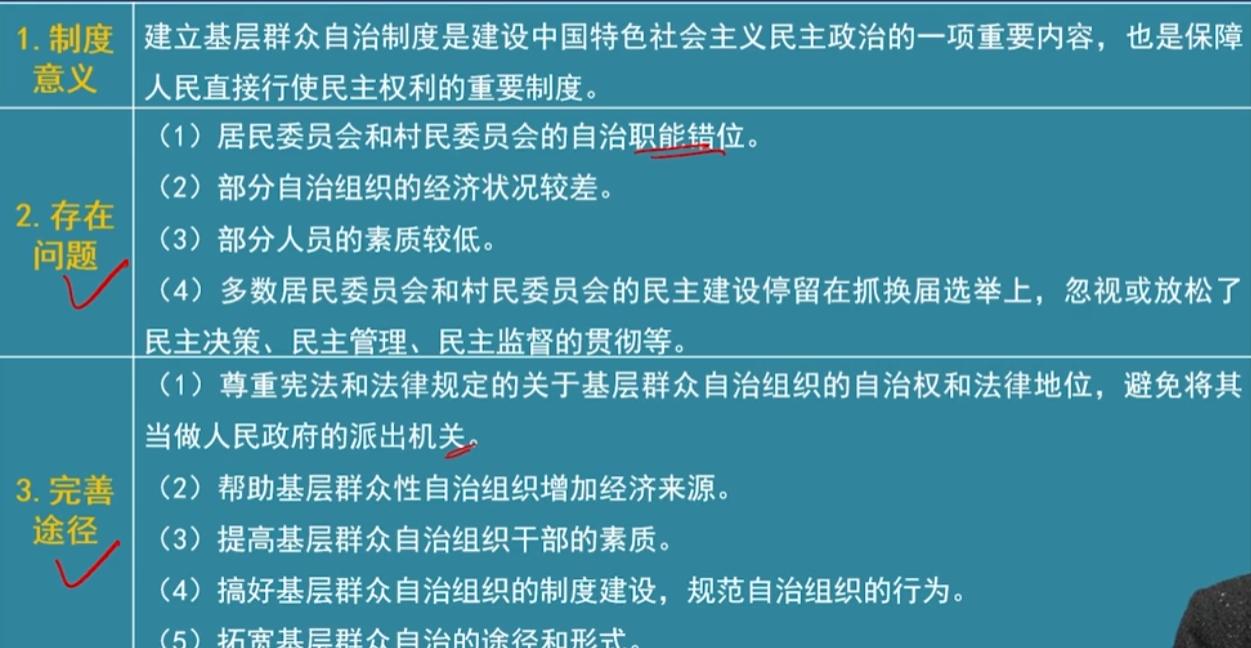 1.制度
意义
建立基层群众自治制度是建设中国特色社会主义民主政治的一项重要内容，也是保障
人民直接行使民主权利的重要制度。
2.存在
问题
（1）居民委员会和村民委员会的自治职能错位。
（2）部分自治组织的经济状况较差。
（3）部分人员的素质较低。
（4）多数居民委员会和村民委员会的民主建设停留在抓换届选举上，忽视或放松了
民主决策、民主管理、民主监督的贯彻等。
3.完善
途径
（1）尊重宪法和法律规定的关于基层群众自治组织的自治权和法律地位，避免将其
当做人民政府的派出机关。
（2）帮助基层群众性自治组织增加经济来源。
（3）提高基层群众自治组织干部的素质。
（4）搞好基层群众自治组织的制度建设，规范自治组织的行为。
（5）拓宽基层群众自治的途径和形式。